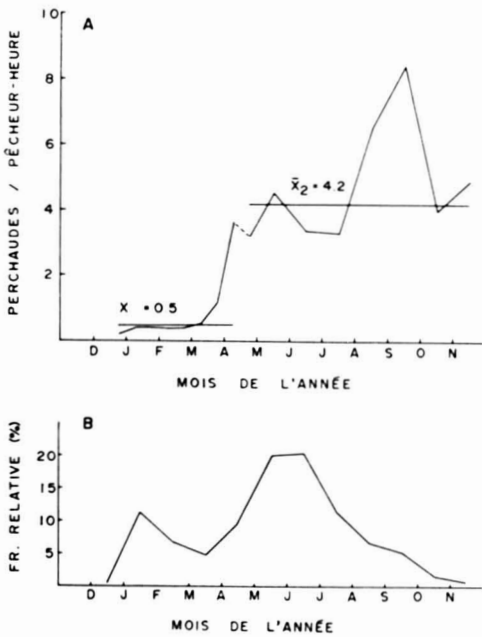 A
PERCHAUDES / PÊCHEUR-HEURE
10
8
6
4
2
X̄₂ = 4.2
X = 0.5
D J F M A M J J A S O N
MOIS DE L'ANNÉE
B
FR. RELATIVE (%)
20
15
10
5
D J F M A M J J A S O N
MOIS DE L'ANNÉE